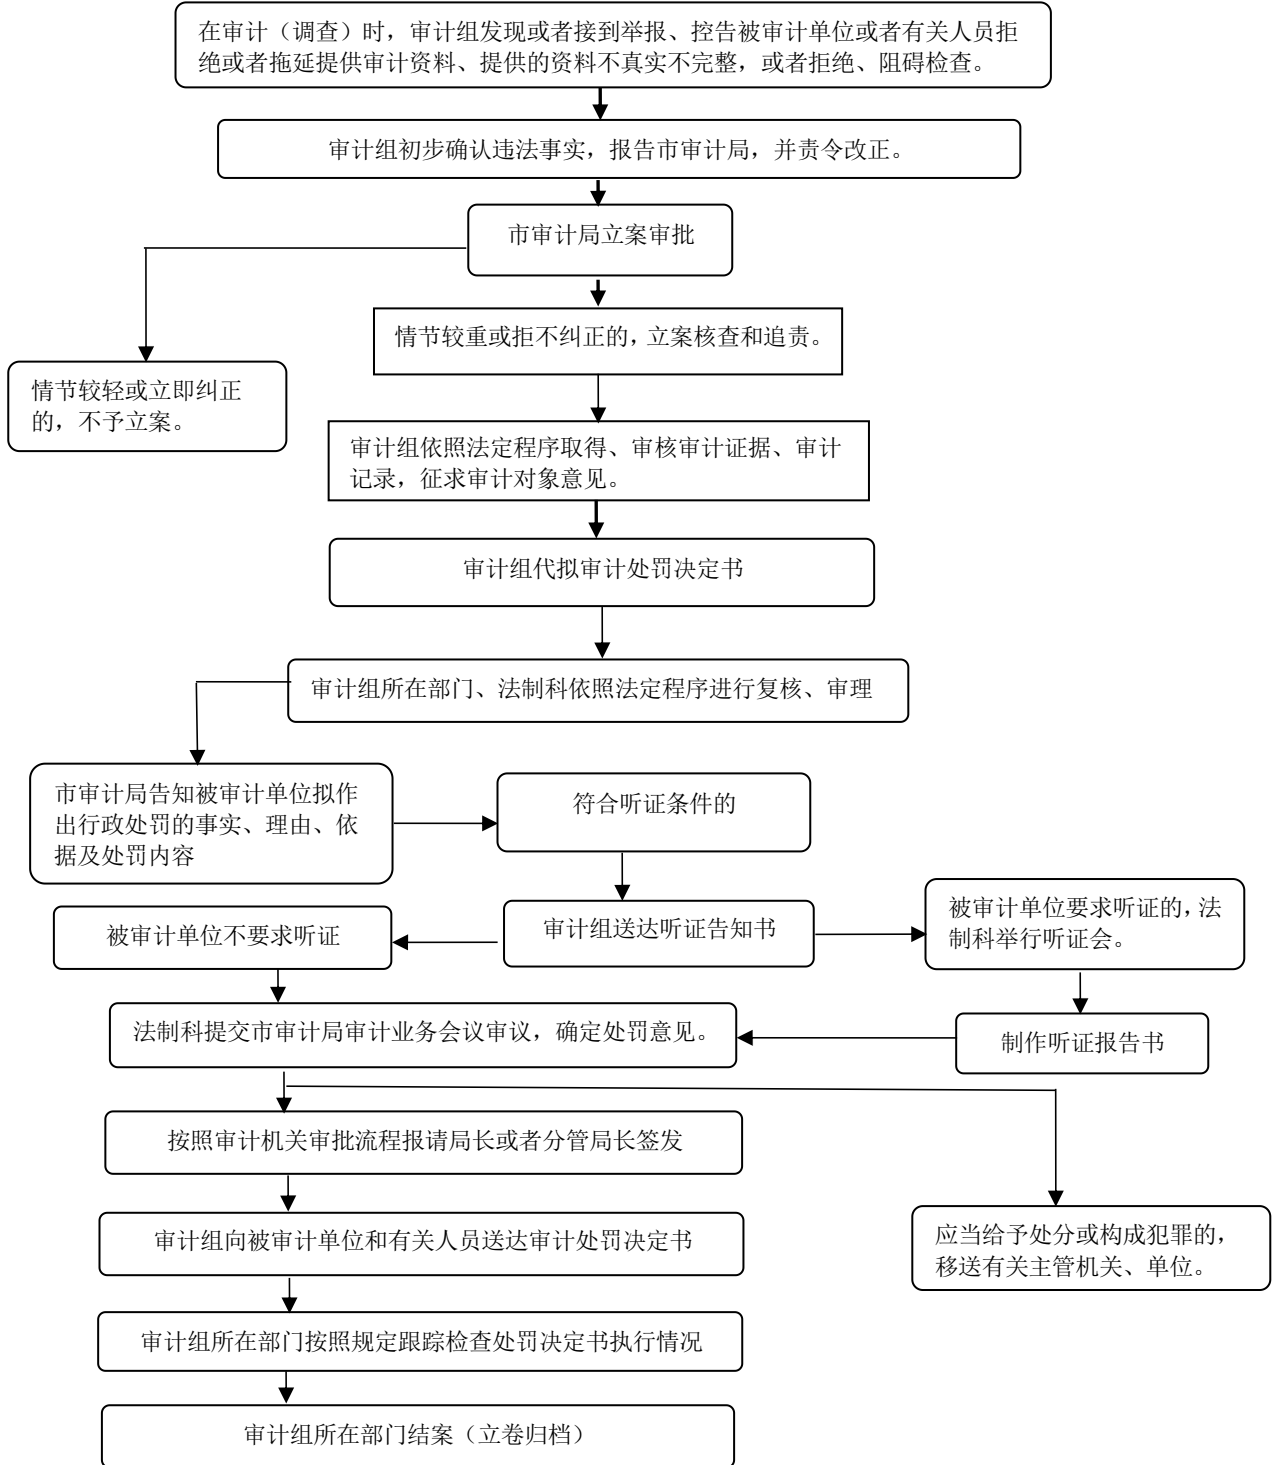 在审计（调查）时，审计组发现或者接到举报、控告被审计单位或者有关人员拒
绝或者拖延提供审计资料、提供的资料不真实不完整，或者拒绝、阻碍检查。
审计组初步确认违法事实，报告市审计局，并责令改正。
市审计局立案审批
情节较重或拒不纠正的，立案核查和追责。
情节较轻或立即纠正
的，不予立案。
审计组依照法定程序取得、审核审计证据、审计
记录，征求审计对象意见。
审计组代拟审计处罚决定书
审计组所在部门、法制科依照法定程序进行复核、审理
市审计局告知被审计单位拟作
出行政处罚的事实、理由、依
据及处罚内容
符合听证条件的
审计组送达听证告知书
被审计单位要求听证的，法
制科举行听证会。
被审计单位不要求听证
法制科提交市审计局审计业务会议审议，确定处罚意见。
制作听证报告书
按照审计机关审批流程报请局长或者分管局长签发
审计组向被审计单位和有关人员送达审计处罚决定书
应当给予处分或构成犯罪的，
移送有关主管机关、单位。
审计组所在部门按照规定跟踪检查处罚决定书执行情况
审计组所在部门结案（立卷归档）